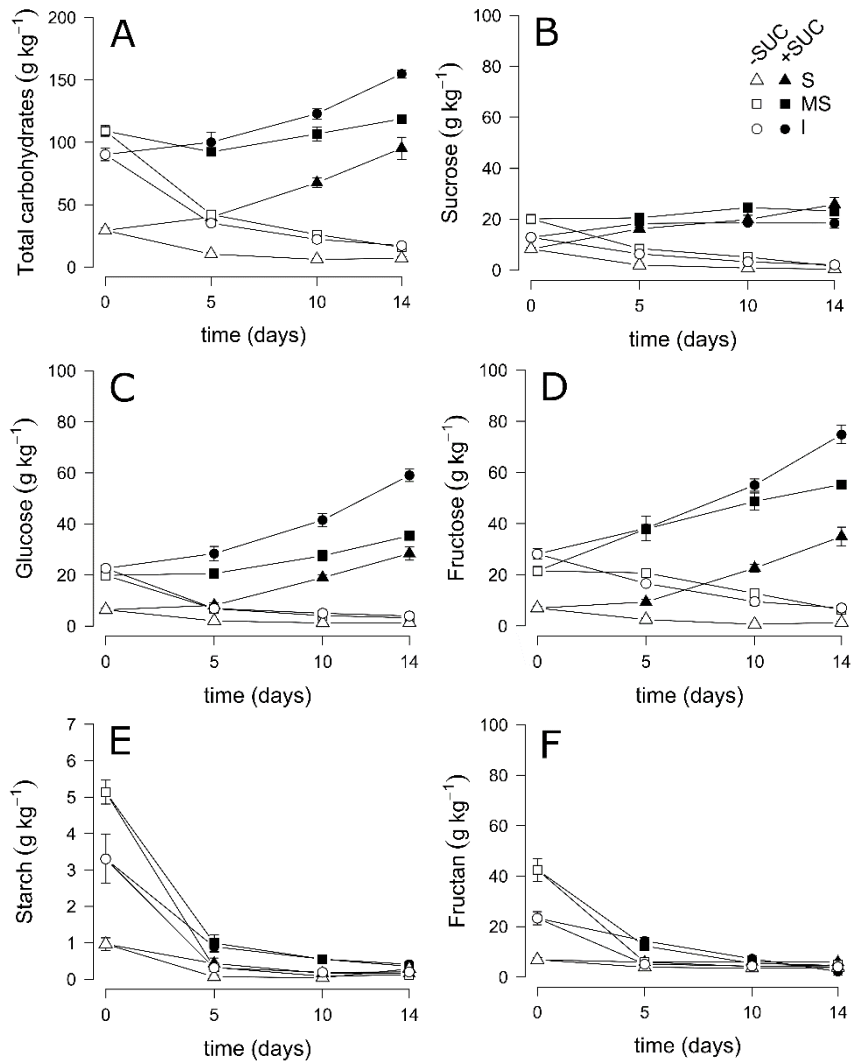 A
Total carbohydrates (g kg⁻¹)
200
150
100
50
0
0 5 10 14
time (days)
B
-SUC +SUC
S
MS
I
Sucrose (g kg⁻¹)
100
80
60
40
20
0
0 5 10 14
time (days)
C
Glucose (g kg⁻¹)
100
80
60
40
20
0
0 5 10 14
time (days)
D
Fructose (g kg⁻¹)
100
80
60
40
20
0
0 5 10 14
time (days)
E
Starch (g kg⁻¹)
7
6
5
4
3
2
1
0
0 5 10 14
time (days)
F
Fructan (g kg⁻¹)
100
80
60
40
20
0
0 5 10 14
time (days)